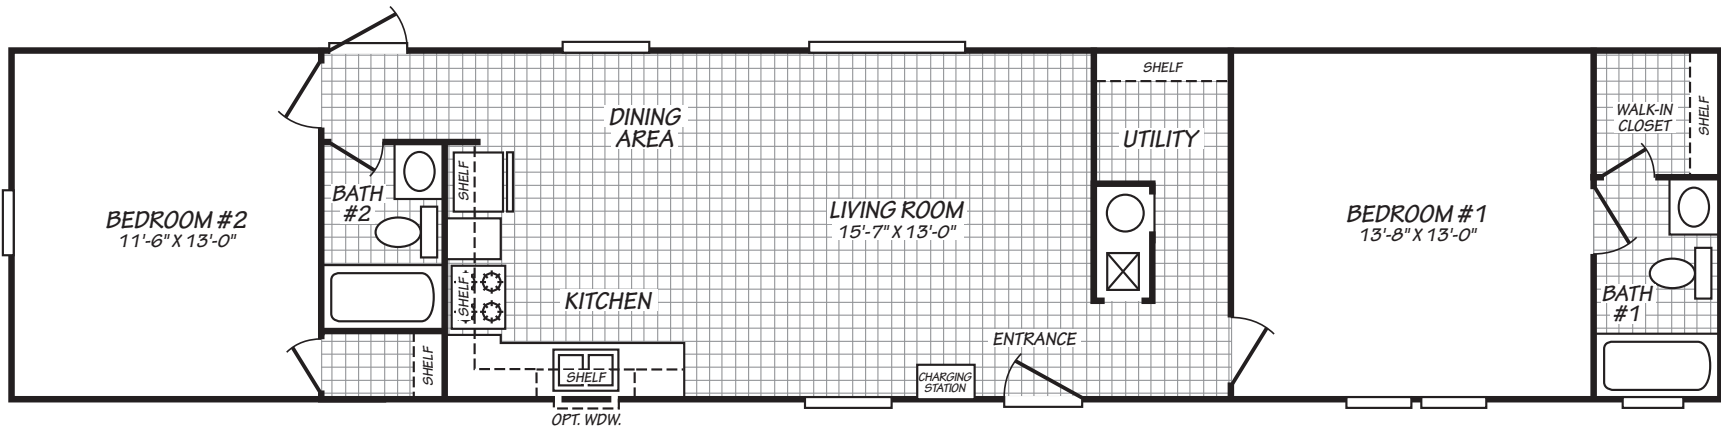 BEDROOM #2
11'-6" X 13'-0"
BATH
#2
SHELF
SHELF
SHELF
DINING
AREA
KITCHEN
SHELF
OPT. WDW.
LIVING ROOM
15'-7" X 13'-0"
CHARGING
STATION
ENTRANCE
SHELF
UTILITY
BEDROOM #1
13'-8" X 13'-0"
WALK-IN
CLOSET
SHELF
BATH
#1